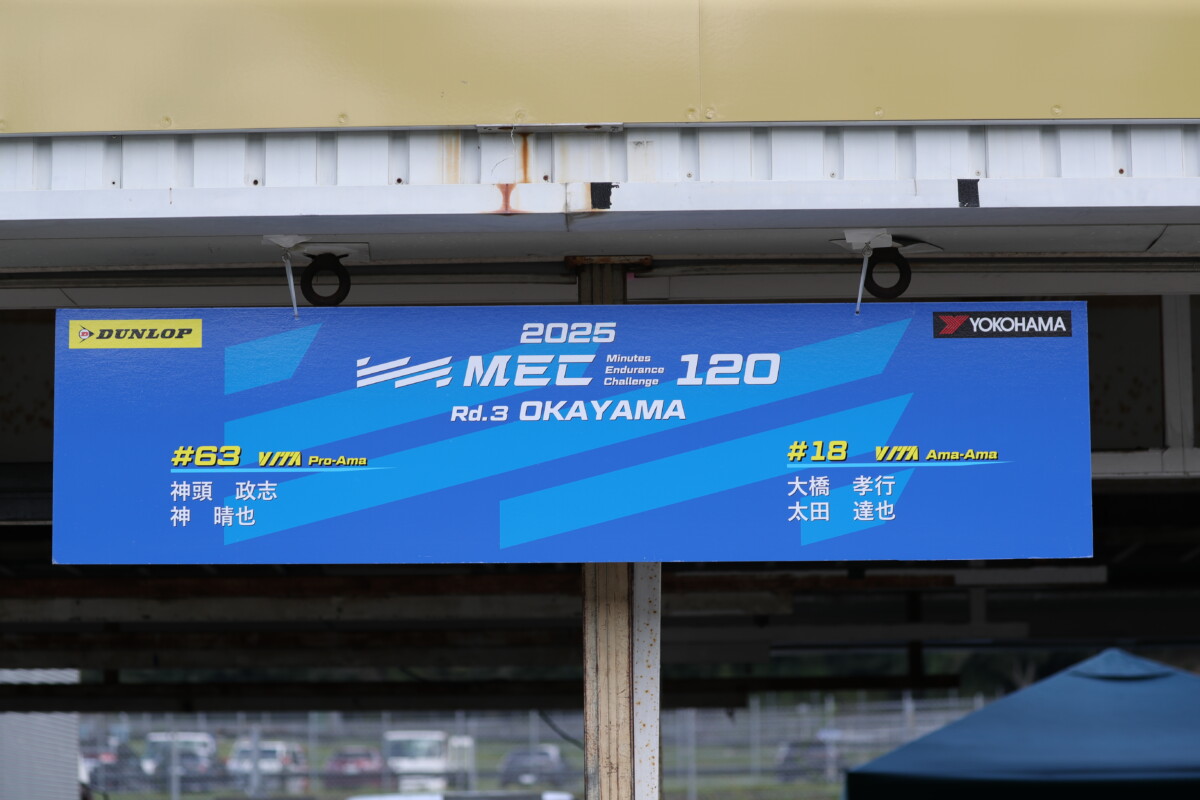 DUNLOP
YOKOHAMA
2025
MEC Minutes Endurance Challenge 120
Rd.3 OKAYAMA
#63 VITA Pro-Ama
神頭 政志
神 晴也
#18 VITA Ama-Ama
大橋 孝行
太田 達也